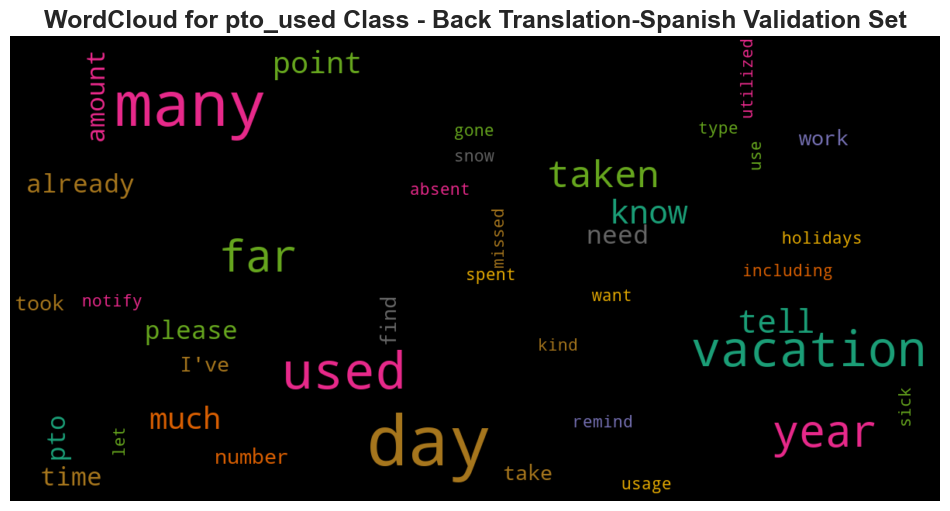 WordCloud for pto_used Class - Back Translation-Spanish Validation Set
point
utilized
amount
many
gone
type
work
snow
use
already
absent
taken
know
need
missed
holidays
far
spent
including
took
notify
find
want
please
tell
kind
vacation
I've
used
much
sick
pto
let
day
remind
year
number
time
take
usage